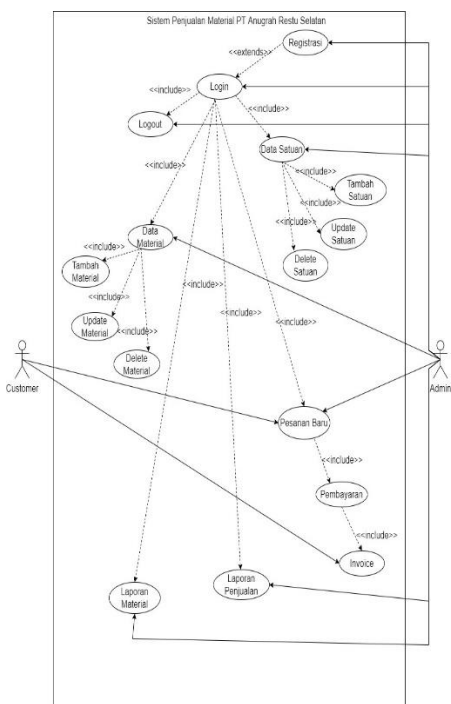 Sistem Penjualan Material PT Anugrah Restu Selatan
Registrasi
<<extends>>
Login
<<include>>
<<include>>
Logout
Data Satuan
<<include>>
<<include>>
Tambah
Satuan
<<include>>
<<include>>
Update
Satuan
Delete
Satuan
Data
Material
<<include>>
Tambah
Material
<<include>>
<<include>>
<<include>>
Update
Material
<<include>>
<<include>>
Delete
Material
Customer
Admin
Pesanan Baru
<<include>>
Pembayaran
<<include>>
Invoice
Laporan
Penjualan
Laporan
Material